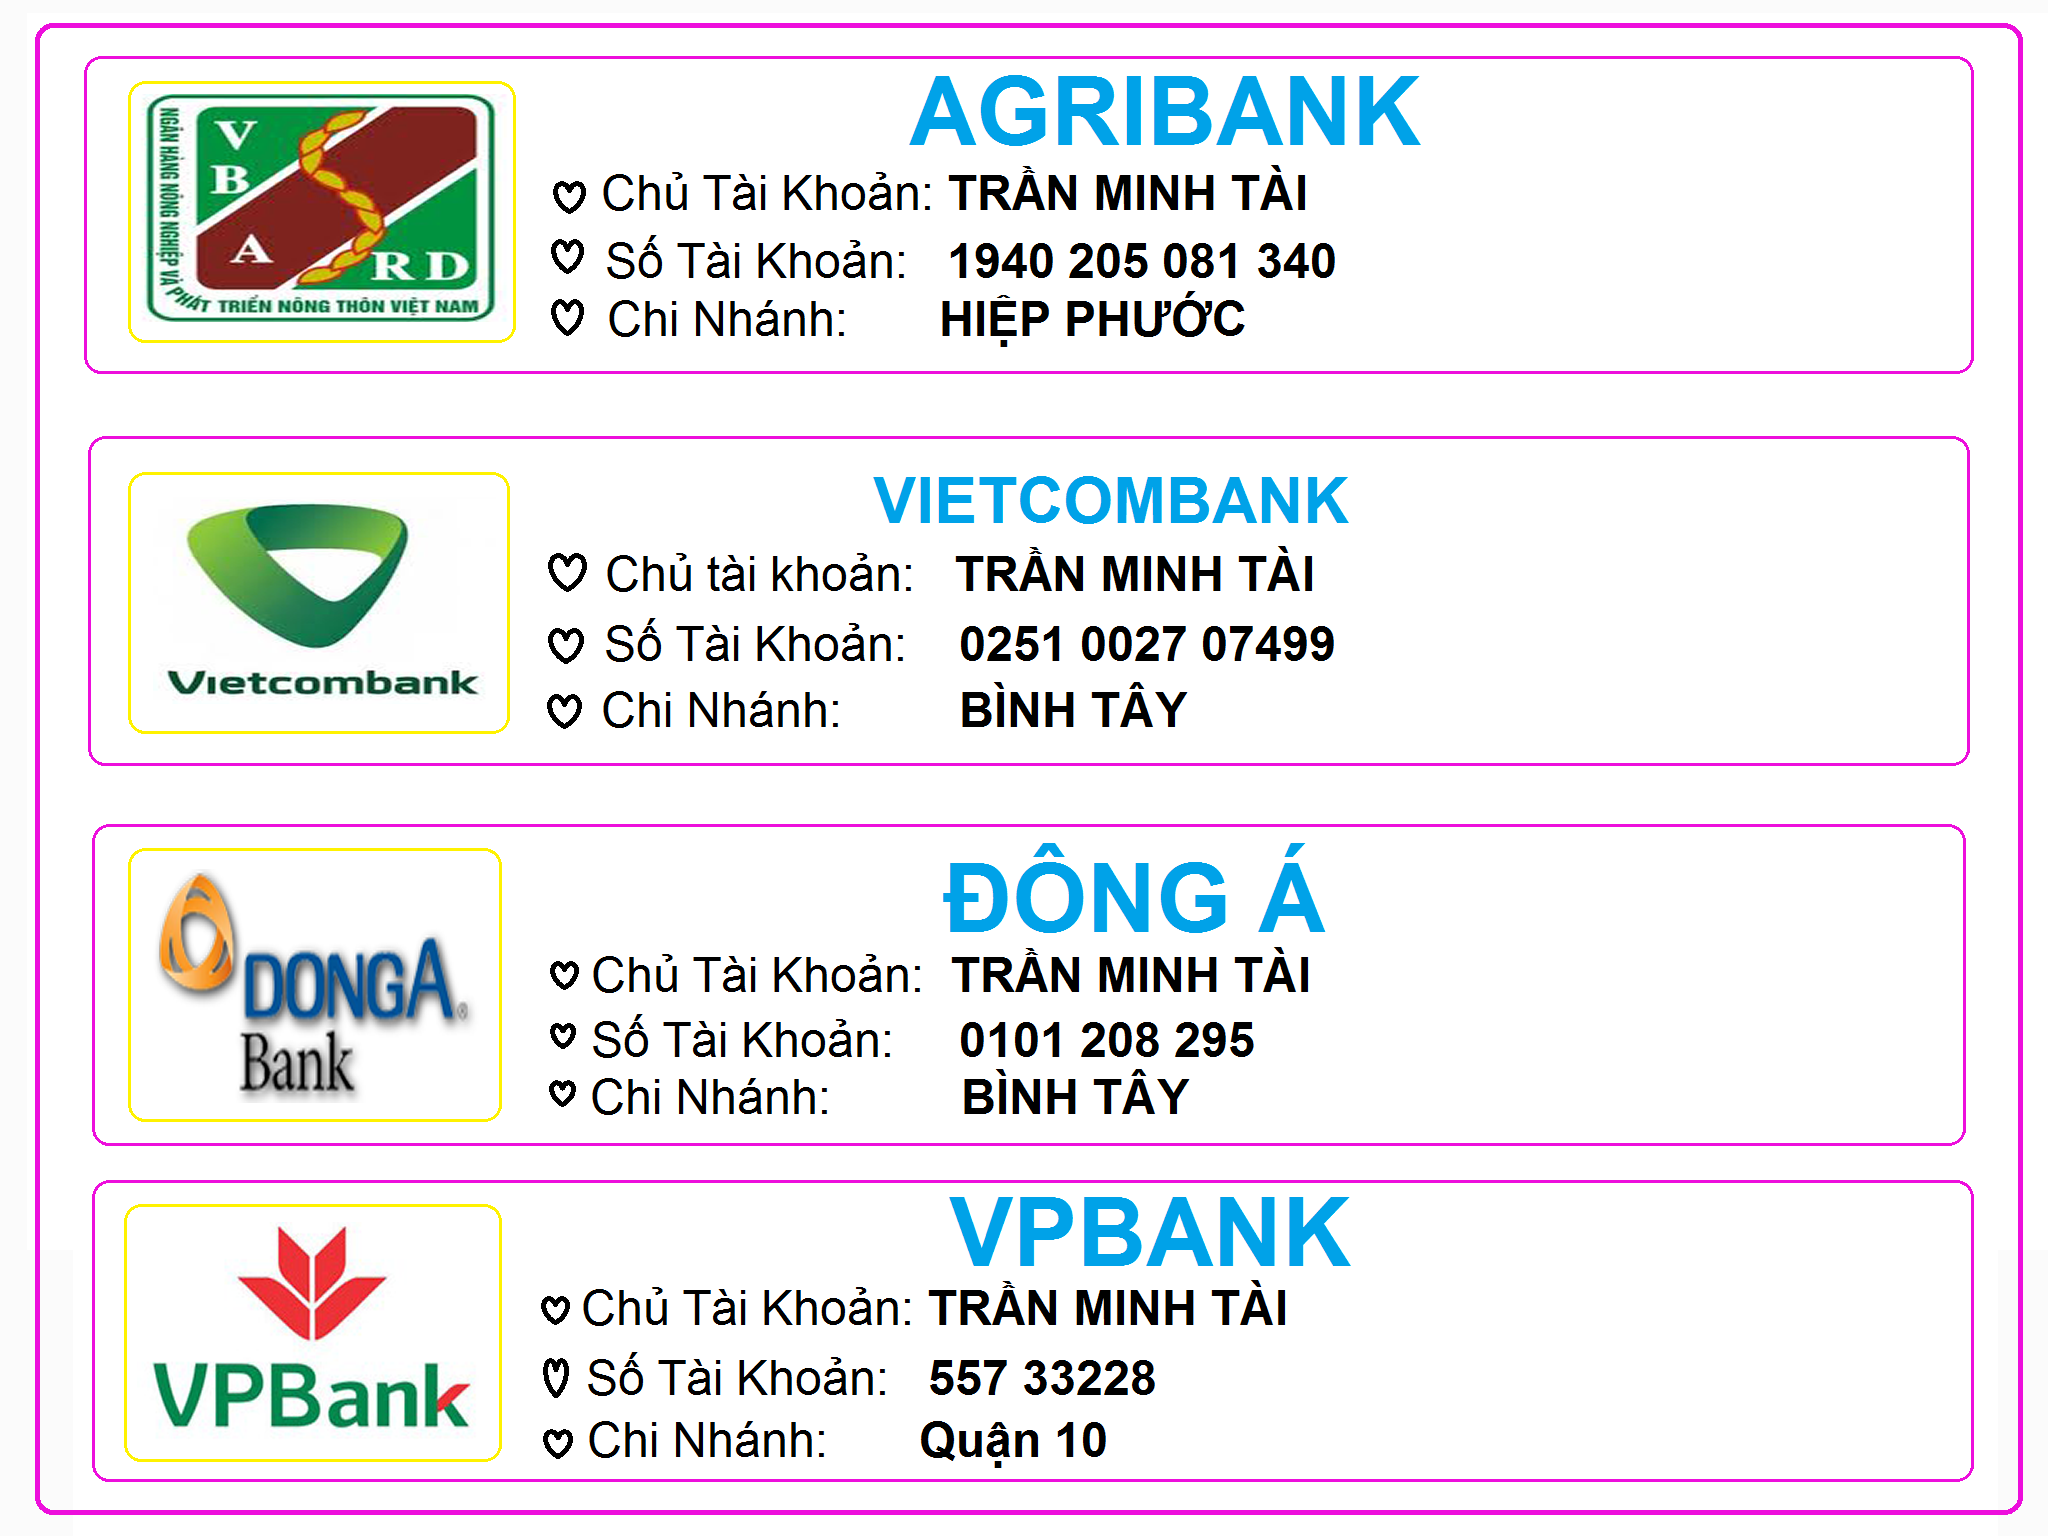 AGRIBANK
NGÂN HÀNG NÔNG NGHIỆP VÀ PHÁT TRIỂN NÔNG THÔN VIỆT NAM
V
B
A
R D
Chủ Tài Khoản: TRẦN MINH TÀI
Số Tài Khoản: 1940 205 081 340
Chi Nhánh: HIỆP PHƯỚC
VIETCOMBANK
Vietcombank
Chủ tài khoản: TRẦN MINH TÀI
Số Tài Khoản: 0251 0027 07499
Chi Nhánh: BÌNH TÂY
ĐÔNG Á
DONGA®
Bank
Chủ Tài Khoản: TRẦN MINH TÀI
Số Tài Khoản: 0101 208 295
Chi Nhánh: BÌNH TÂY
VPBANK
VPBank
Chủ Tài Khoản: TRẦN MINH TÀI
Số Tài Khoản: 557 33228
Chi Nhánh: Quận 10